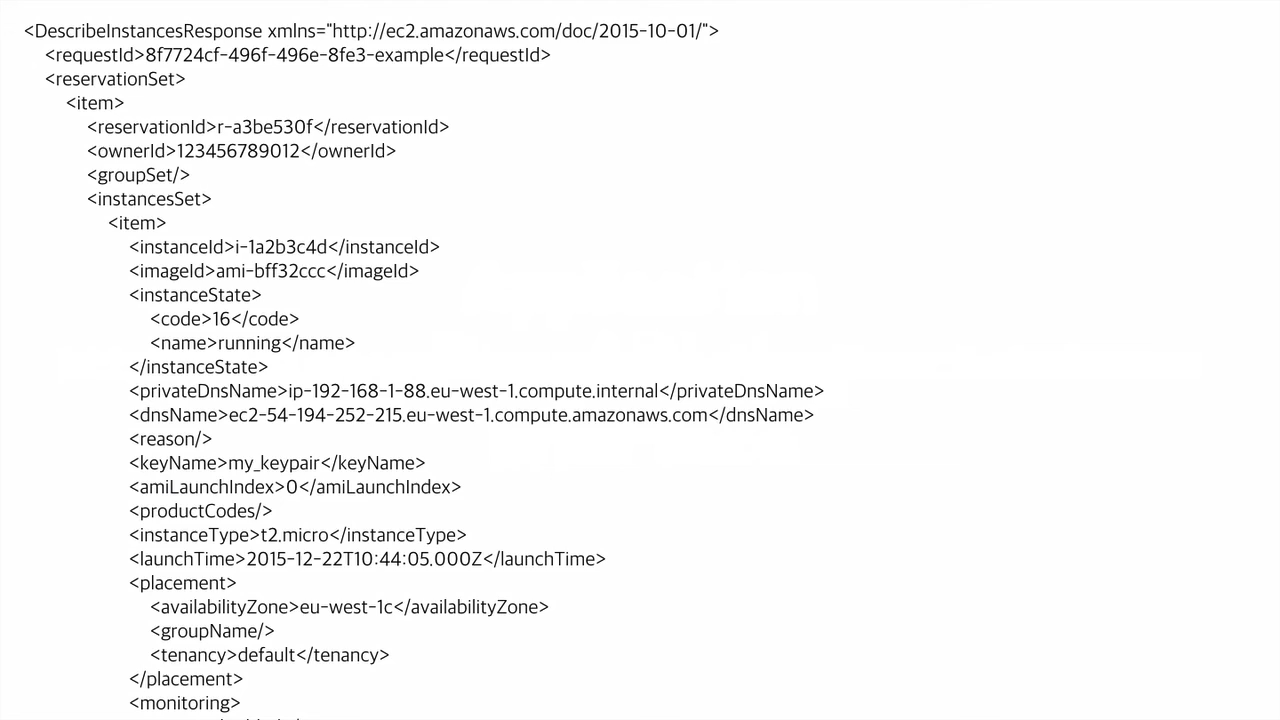 <DescribeInstancesResponse xmlns="http://ec2.amazonaws.com/doc/2015-10-01/">
<requestId>8f7724cf-496f-496e-8fe3-example</requestId>
<reservationSet>
<item>
<reservationId>r-a3be530f</reservationId>
<ownerId>123456789012</ownerId>
<groupSet/>
<instancesSet>
<item>
<instanceId>i-1a2b3c4d</instanceId>
<imageId>ami-bff32ccc</imageId>
<instanceState>
<code>16</code>
<name>running</name>
</instanceState>
<privateDnsName>ip-192-168-1-88.eu-west-1.compute.internal</privateDnsName>
<dnsName>ec2-54-194-252-215.eu-west-1.compute.amazonaws.com</dnsName>
<reason/>
<keyName>my_keypair</keyName>
<amiLaunchIndex>0</amiLaunchIndex>
<productCodes/>
<instanceType>t2.micro</instanceType>
<launchTime>2015-12-22T10:44:05.000Z</launchTime>
<placement>
<availabilityZone>eu-west-1c</availabilityZone>
<groupName/>
<tenancy>default</tenancy>
</placement>
<monitoring>